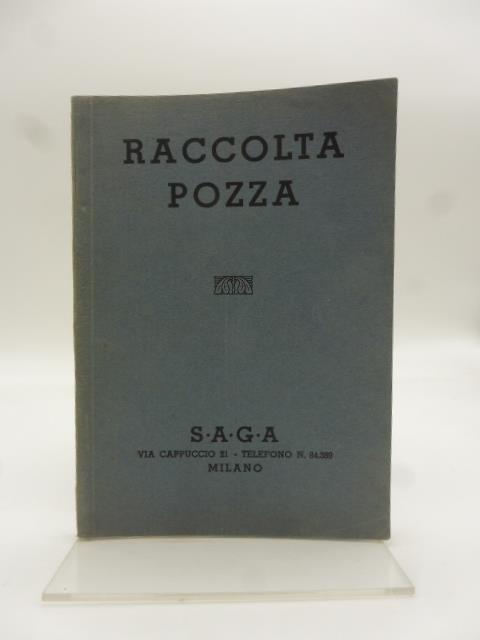 RACCOLTA
POZZA
S·A·G·A
VIA CAPPUCCIO 21 - TELEFONO N. 84.389
MILANO